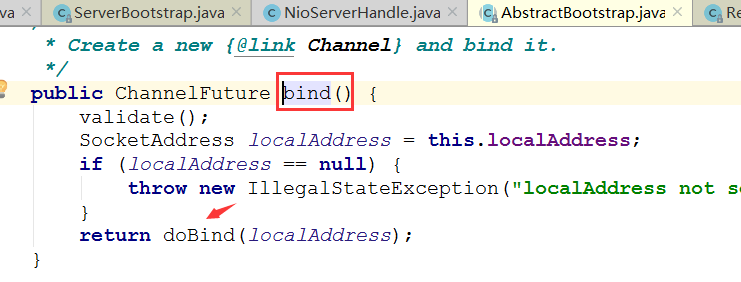 va ServerBootstrap.java NioServerHandle.java AbstractBootstrap.java Re
* Create a new {@link Channel} and bind it.
*/
public ChannelFuture bind() {
validate();
SocketAddress localAddress = this.localAddress;
if (localAddress == null) {
throw new IllegalStateException("localAddress not s
}
return doBind(localAddress);
}